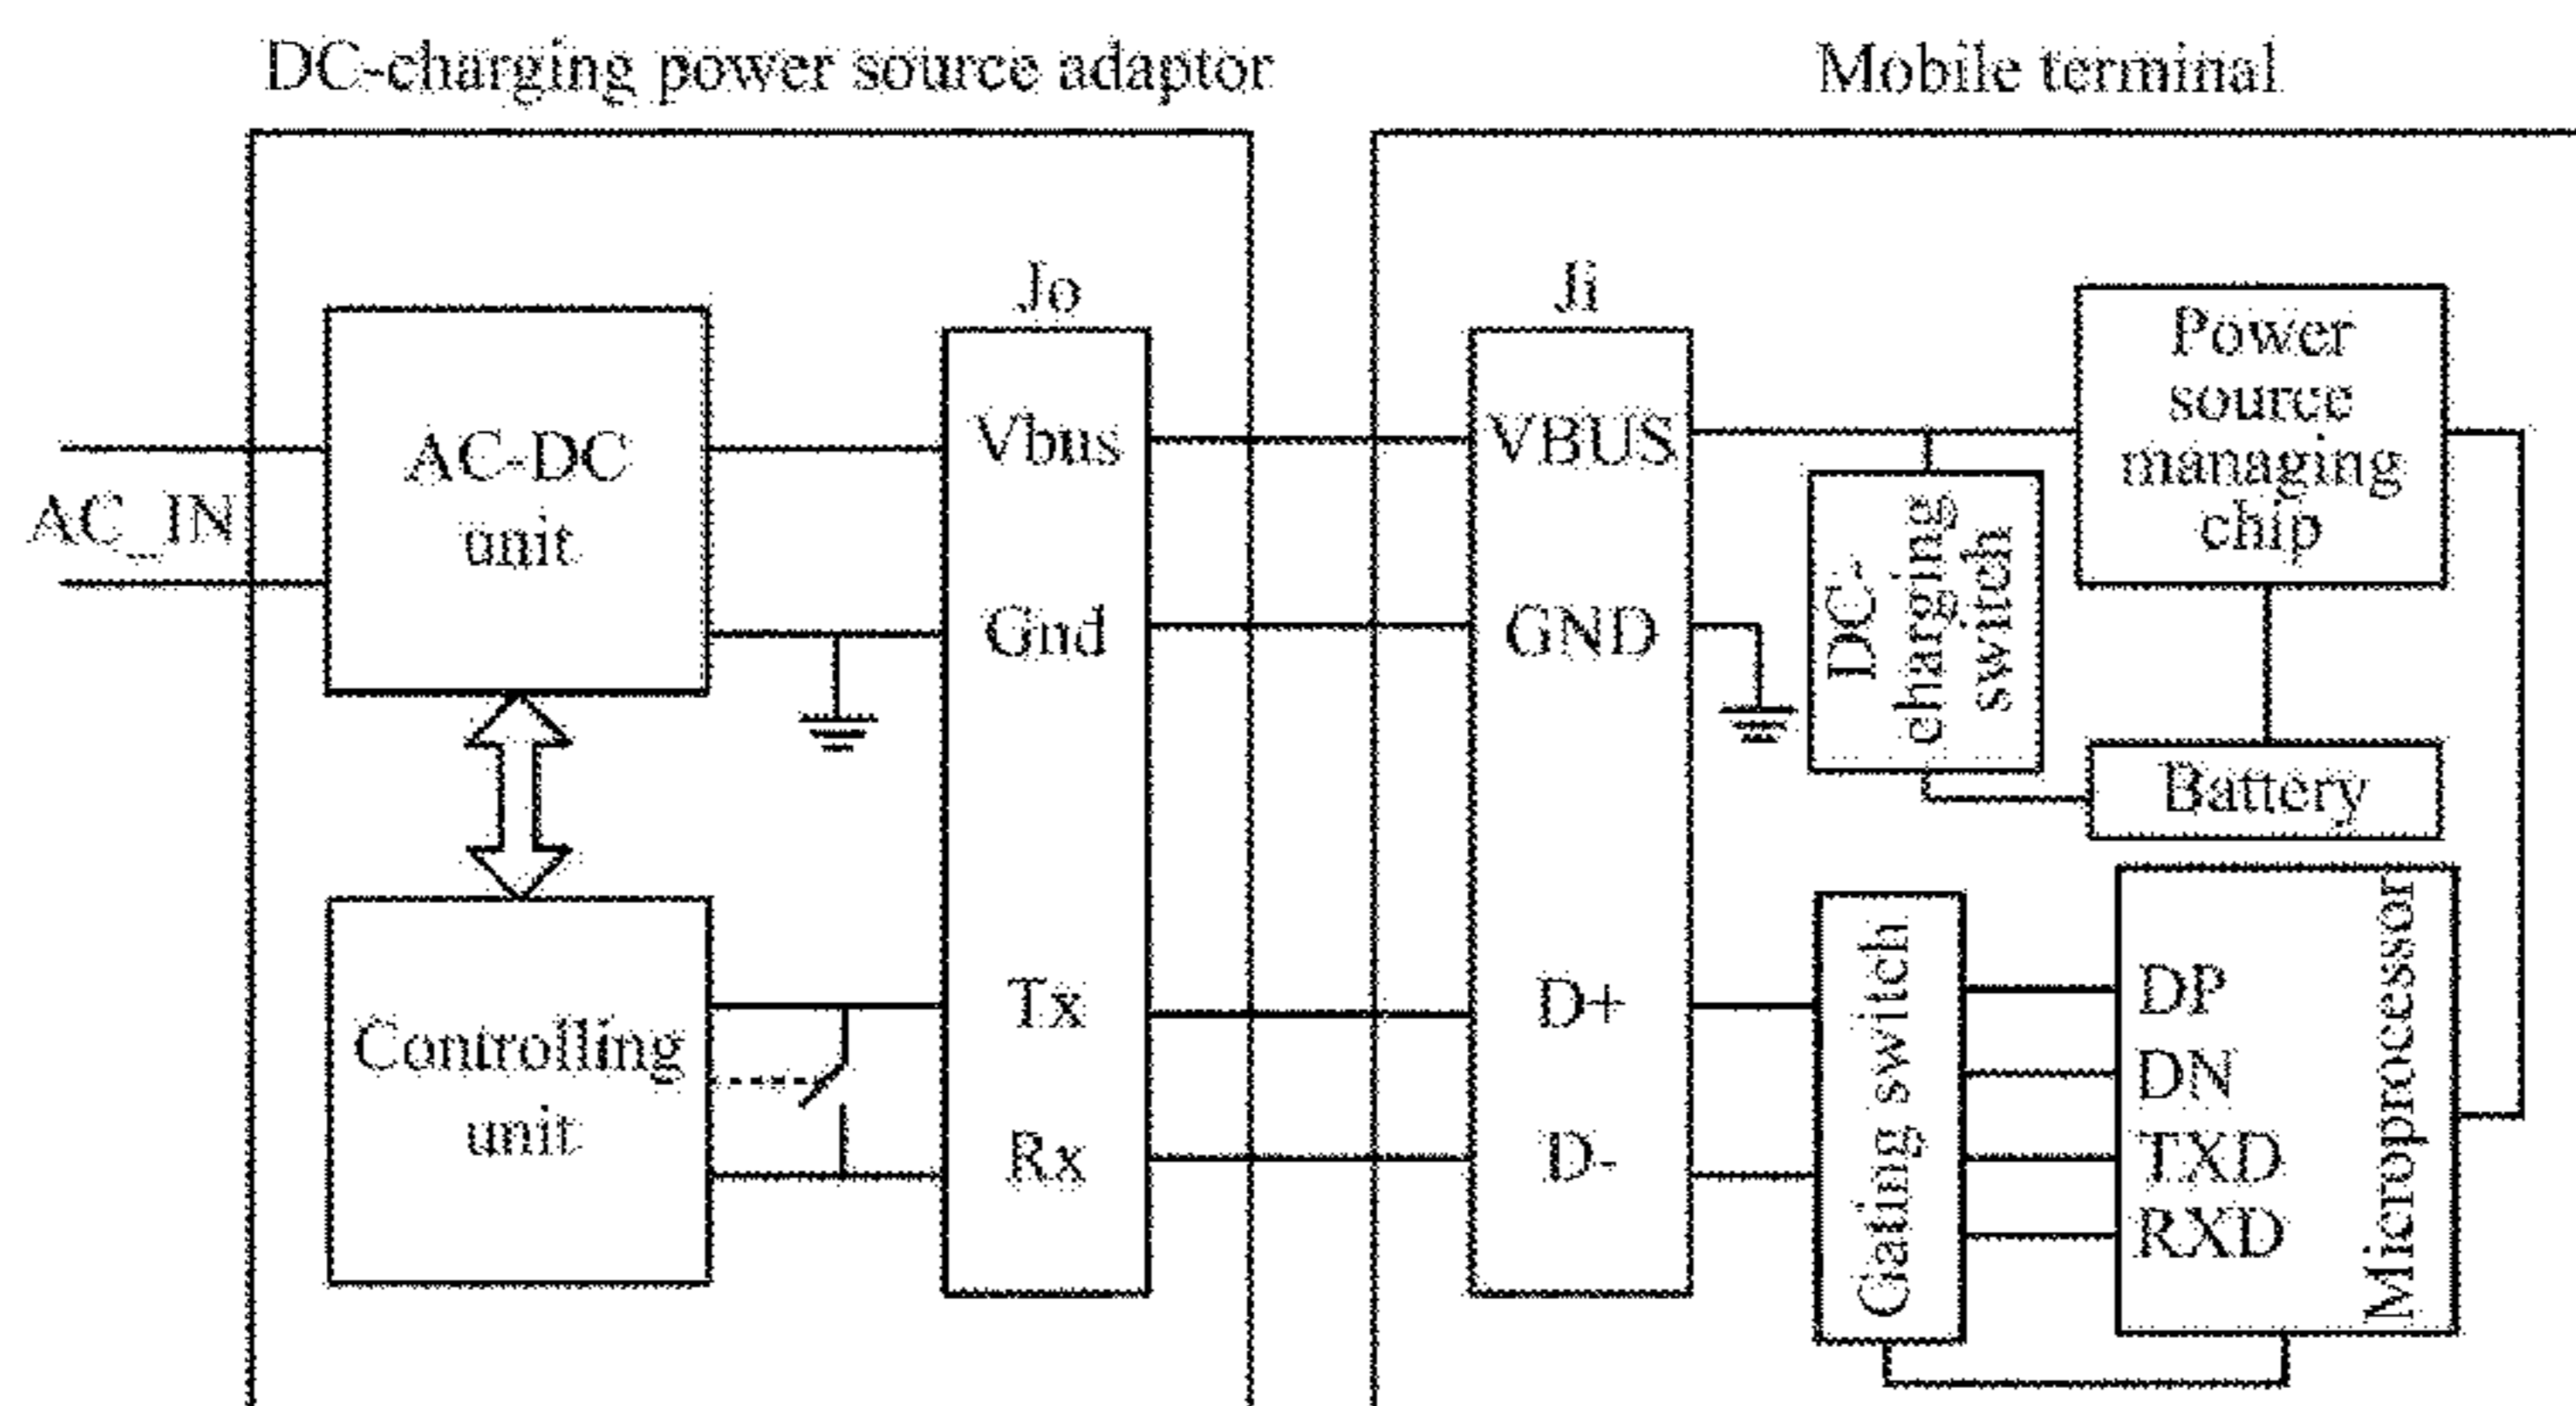 DC-charging power source adaptor
Mobile terminal
AC_IN
AC-DC
unit
Controlling
unit
Jo
Vbus
Gnd
Tx
Rx
Ji
VBUS
GND
D+
D-
DC-
charging
switch
Power
source
managing
chip
Battery
Gating switch
DP
DN
TXD
RXD
Microprocessor